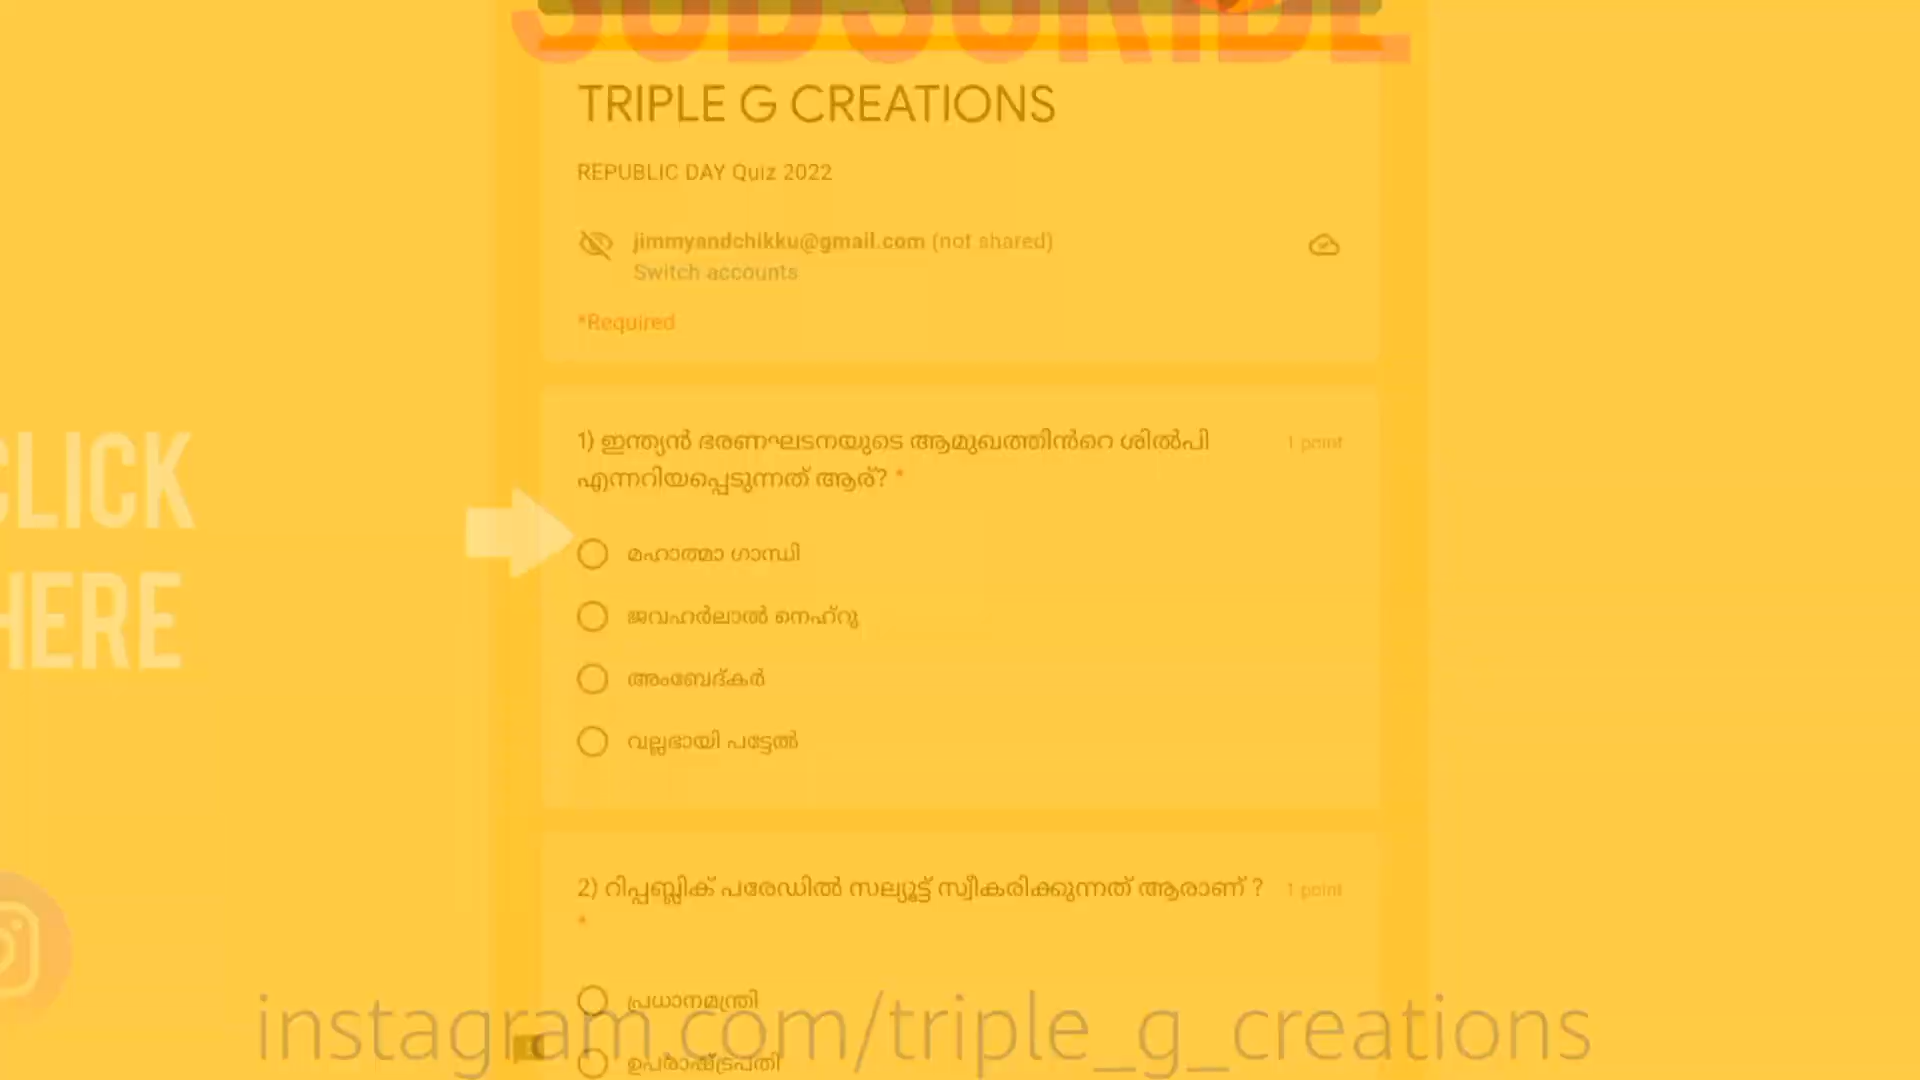 SUBSCRIBE
TRIPLE G CREATIONS
REPUBLIC DAY Quiz 2022
jimmyandchikku@gmail.com (not shared)
Switch accounts
*Required
1) ഇന്ത്യൻ ഭരണഘടനയുടെ ആമുഖത്തിൻറെ ശിൽപി
1 point
എന്നറിയപ്പെടുന്നത് ആര്? *
CLICK
HERE
മഹാത്മാ ഗാന്ധി
ജവഹർലാൽ നെഹ്റു
അംബേദ്കർ
വല്ലഭായി പട്ടേൽ
2) റിപ്പബ്ലിക് പരേഡിൽ സല്യൂട്ട് സ്വീകരിക്കുന്നത് ആരാണ് ?
1 point
*
പ്രധാനമന്ത്രി
instagram.com/triple_g_creations
ഉപരാഷ്ട്രപതി